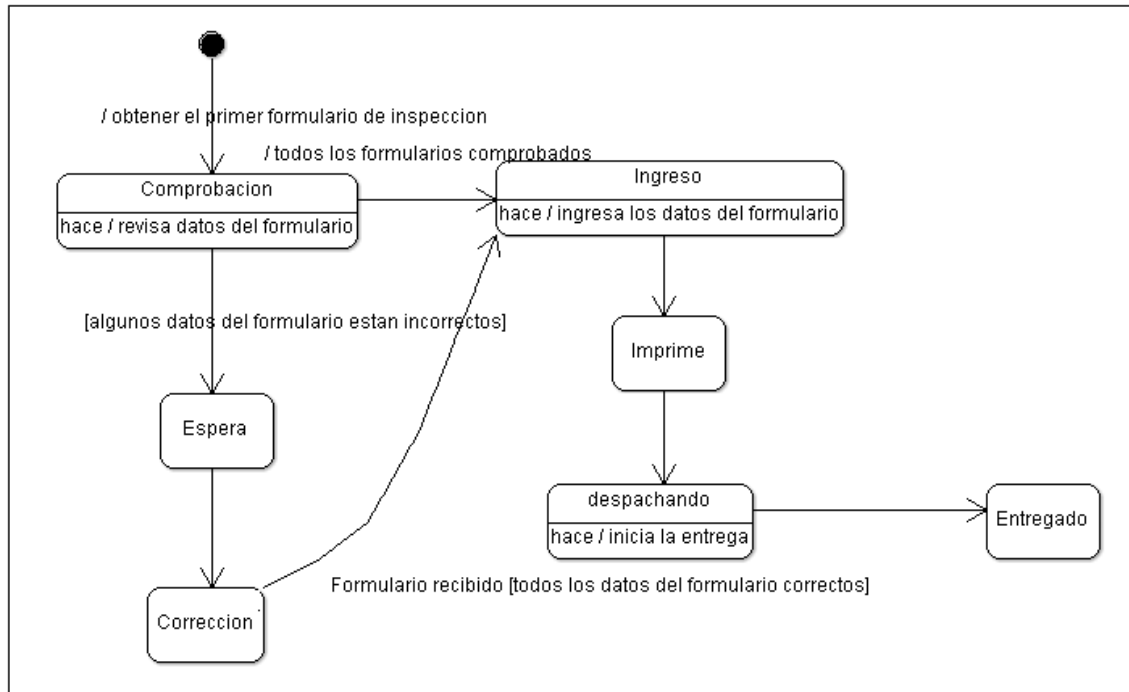 / obtener el primer formulario de inspeccion
/ todos los formularios comprobados
Comprobacion
hace / revisa datos del formulario
Ingreso
hace / ingresa los datos del formulario
[algunos datos del formulario estan incorrectos]
Imprime
Espera
despachando
hace / inicia la entrega
Entregado
Formulario recibido [todos los datos del formulario correctos]
Correccion